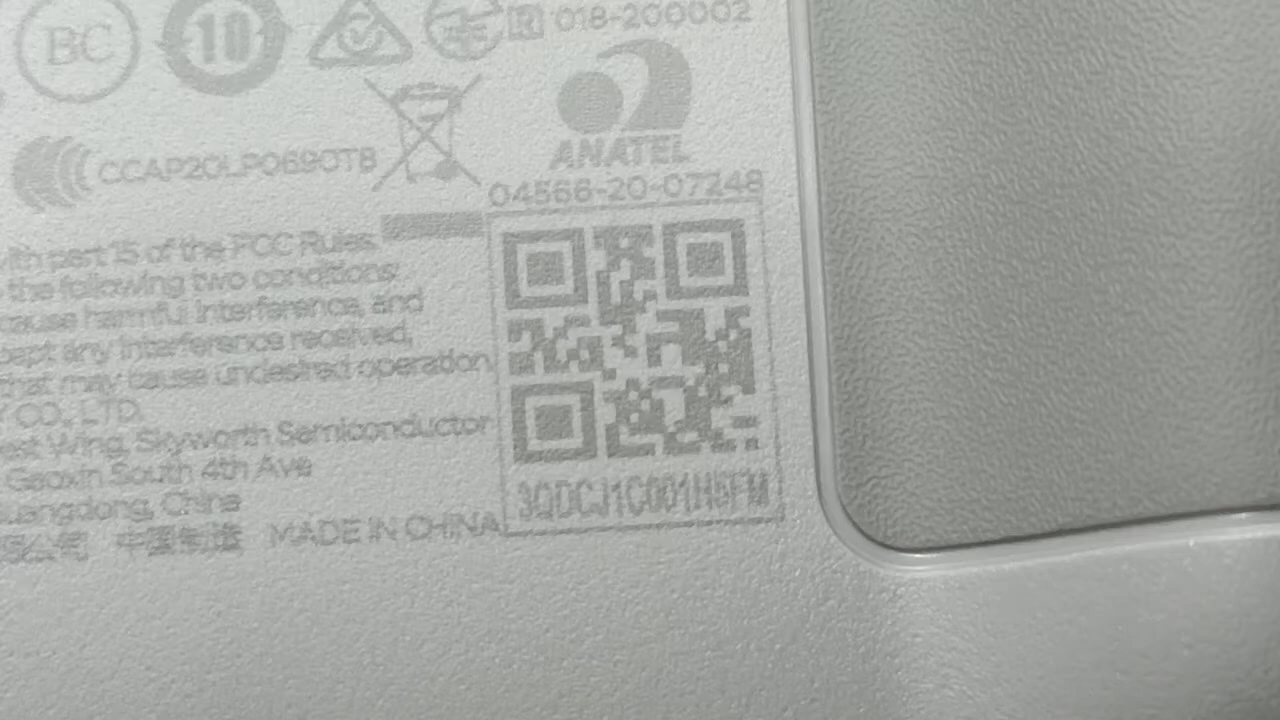 BC
10
R 018-200002
ANATEL
CCAP20LP0690T8
04566-20-07248
with part 15 of the FCC Rules.
the following two conditions:
cause harmful interference, and
any interference received,
that may cause undesired operation.
CO., LTD.
Wing, Skyworth Semiconductor
Gaoxin South 4th Ave
China
中国制造 MADE IN CHINA
3QDCJ1C001H5FM